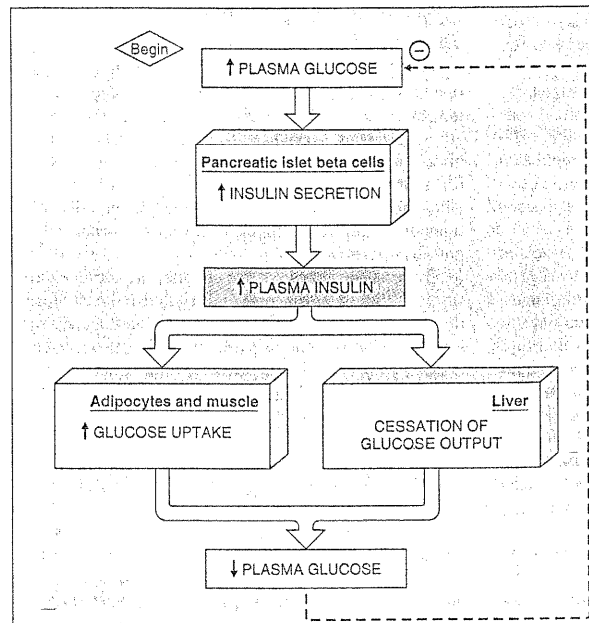 Begin
↑ PLASMA GLUCOSE
−
Pancreatic islet beta cells
↑ INSULIN SECRETION
↑ PLASMA INSULIN
Adipocytes and muscle
↑ GLUCOSE UPTAKE
Liver
CESSATION OF
GLUCOSE OUTPUT
↓ PLASMA GLUCOSE